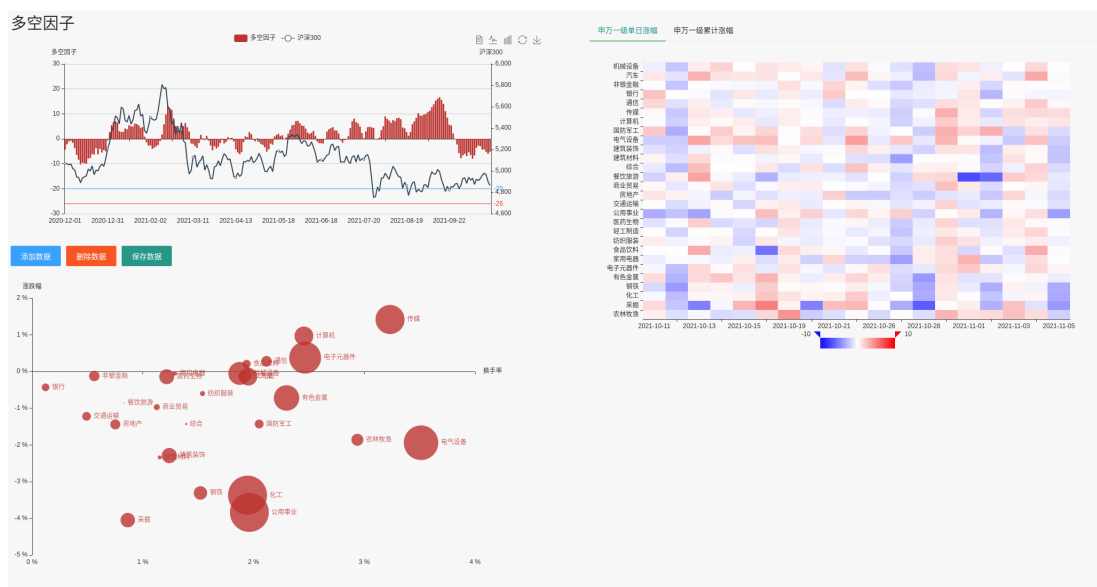 多空因子
多空因子 沪深300
多空因子 沪深300
30 6,000
20 5,800
10 5,600
0 5,400
-10 5,200
-20 5,000
-30 4,800
4,600
-20
-26
2020-12-01 2020-12-31 2021-02-02 2021-03-11 2021-04-13 2021-05-18 2021-06-18 2021-07-20 2021-08-19 2021-09-22
添加数据 删除数据 保存数据
涨跌幅
2 %
1 %
0 %
-1 %
-2 %
-3 %
-4 %
-5 %
0 % 1 % 2 % 3 % 4 %
换手率
传媒
计算机
电子元器件
通信
非银金融
医药生物
银行
纺织服装
有色金属
餐饮旅游
商业贸易
交通运输
房地产
综合
国防军工
农林牧渔
电气设备
建筑装饰
钢铁
化工
公用事业
采掘
申万一级单日涨幅 申万一级累计涨幅
机械设备
汽车
非银金融
银行
通信
传媒
计算机
国防军工
电气设备
建筑装饰
建筑材料
综合
餐饮旅游
商业贸易
房地产
交通运输
公用事业
医药生物
轻工制造
纺织服装
食品饮料
家用电器
电子元器件
有色金属
钢铁
化工
采掘
农林牧渔
2021-10-11 2021-10-13 2021-10-15 2021-10-19 2021-10-21 2021-10-26 2021-10-28 2021-11-01 2021-11-03 2021-11-05
-10 10